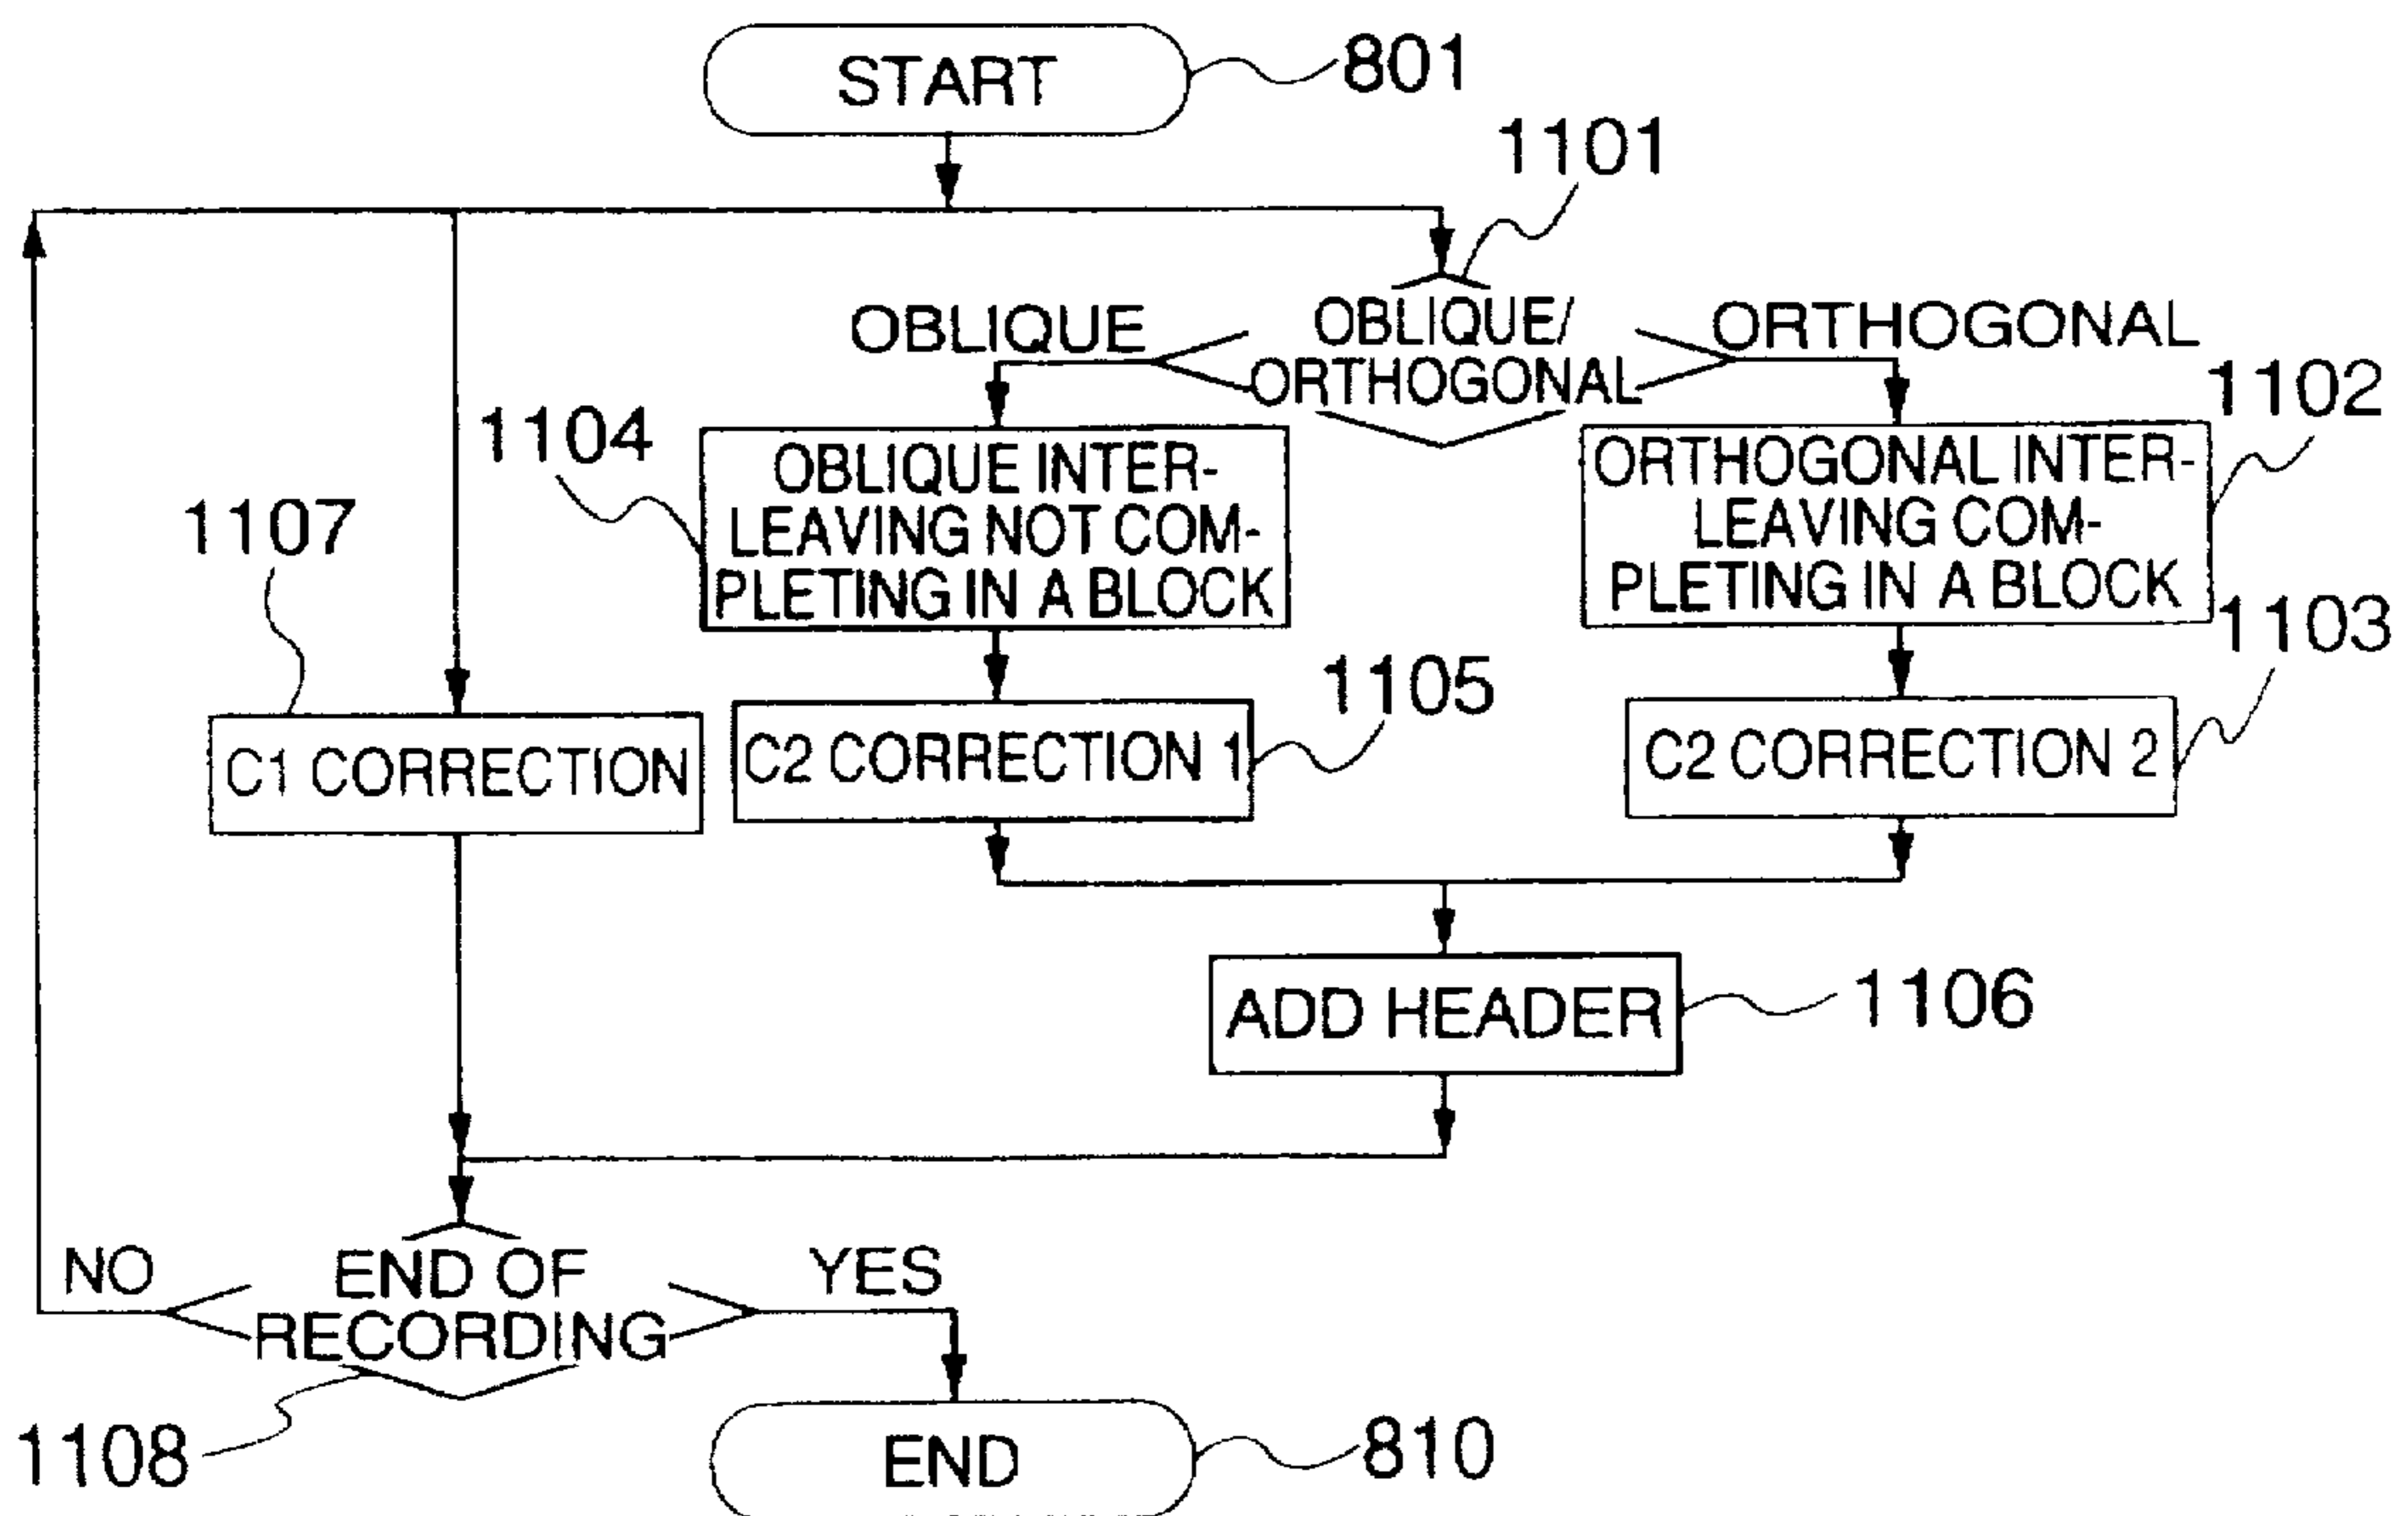 START
801
1101
OBLIQUE
OBLIQUE/
ORTHOGONAL
ORTHOGONAL
1102
1104
OBLIQUE INTER-
LEAVING NOT COM-
PLETING IN A BLOCK
ORTHOGONAL INTER-
LEAVING COM-
PLETING IN A BLOCK
1107
1103
1105
C1 CORRECTION
C2 CORRECTION 1
C2 CORRECTION 2
ADD HEADER
1106
NO
END OF
RECORDING
YES
1108
END
810